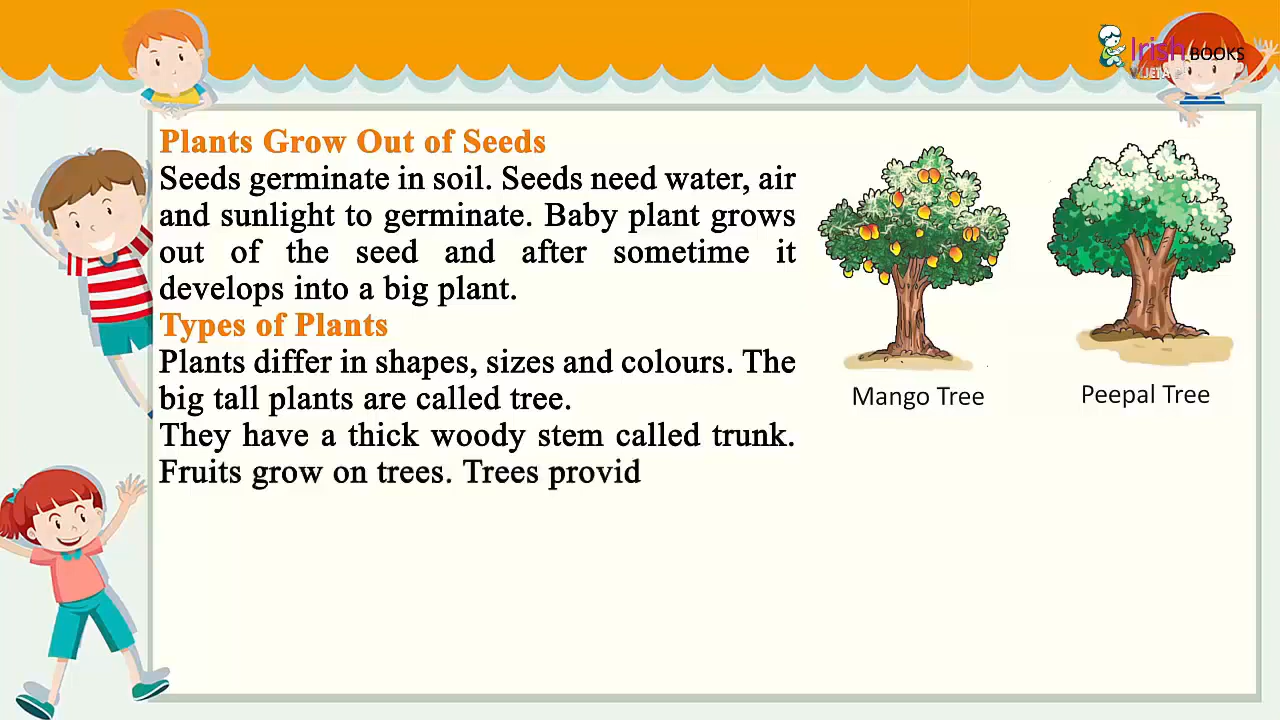 Irish BOOKS
Plants Grow Out of Seeds
Seeds germinate in soil. Seeds need water, air
and sunlight to germinate. Baby plant grows
out of the seed and after sometime it
develops into a big plant.
Types of Plants
Plants differ in shapes, sizes and colours. The
big tall plants are called tree.
They have a thick woody stem called trunk.
Fruits grow on trees. Trees provid
Mango Tree
Peepal Tree